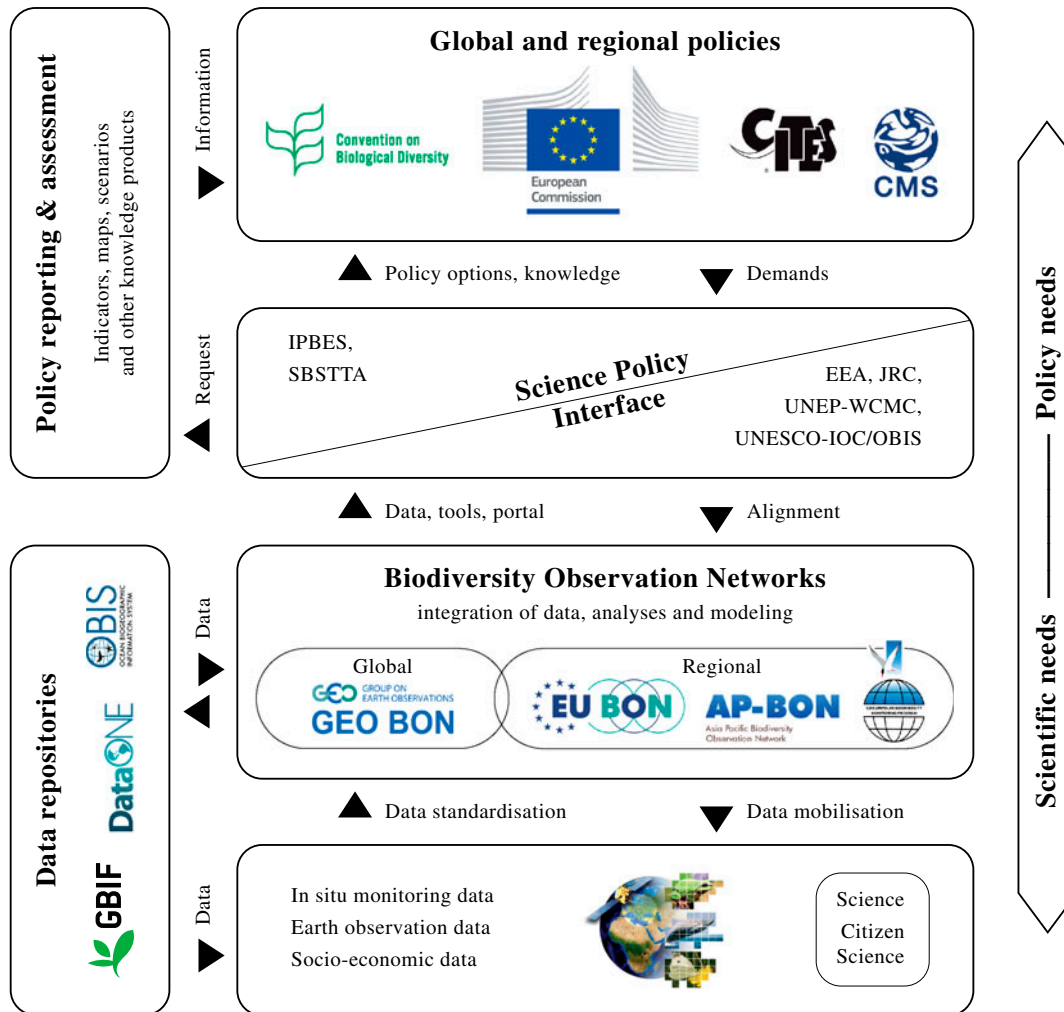 Policy reporting & assessment
Indicators, maps, scenarios
and other knowledge products
Information
Request
Global and regional policies
Convention on
Biological Diversity
European
Commission
CITES
®
CMS
Policy options, knowledge
Demands
IPBES,
SBSTTA
Science Policy
Interface
EEA, JRC,
UNEP-WCMC,
UNESCO-IOC/OBIS
Data, tools, portal
Alignment
Data repositories
OBIS
OCEAN BIOGEOGRAPHIC
INFORMATION SYSTEM
DataONE
GBIF
Data
Data
Biodiversity Observation Networks
integration of data, analyses and modeling
Global
GEO GROUP ON
EARTH OBSERVATIONS
GEO BON
Regional
EU BON
AP-BON
Asia Pacific Biodiversity
Observation Network
Data standardisation
Data mobilisation
In situ monitoring data
Earth observation data
Socio-economic data
Science
Citizen
Science
Policy needs
Scientific needs